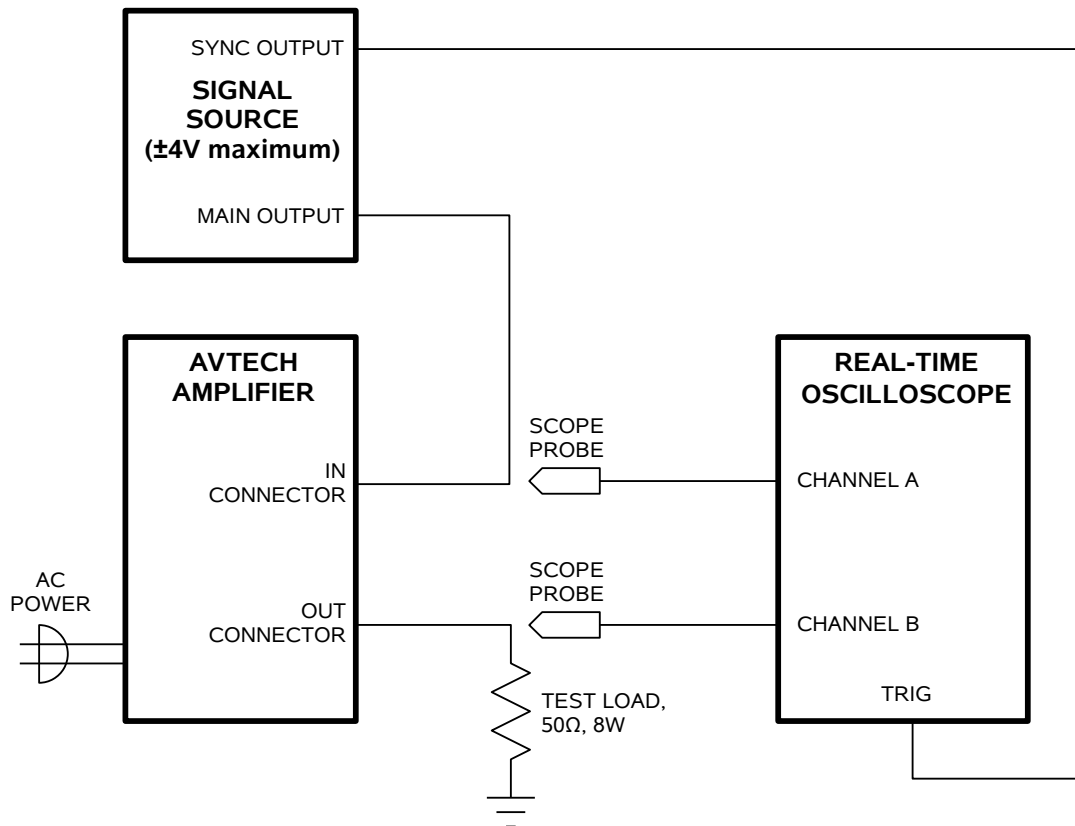 SYNC OUTPUT
SIGNAL
SOURCE
(±4V maximum)
MAIN OUTPUT
AVTECH
AMPLIFIER
IN
CONNECTOR
OUT
CONNECTOR
AC
POWER
SCOPE
PROBE
SCOPE
PROBE
TEST LOAD,
50Ω, 8W
REAL-TIME
OSCILLOSCOPE
CHANNEL A
CHANNEL B
TRIG